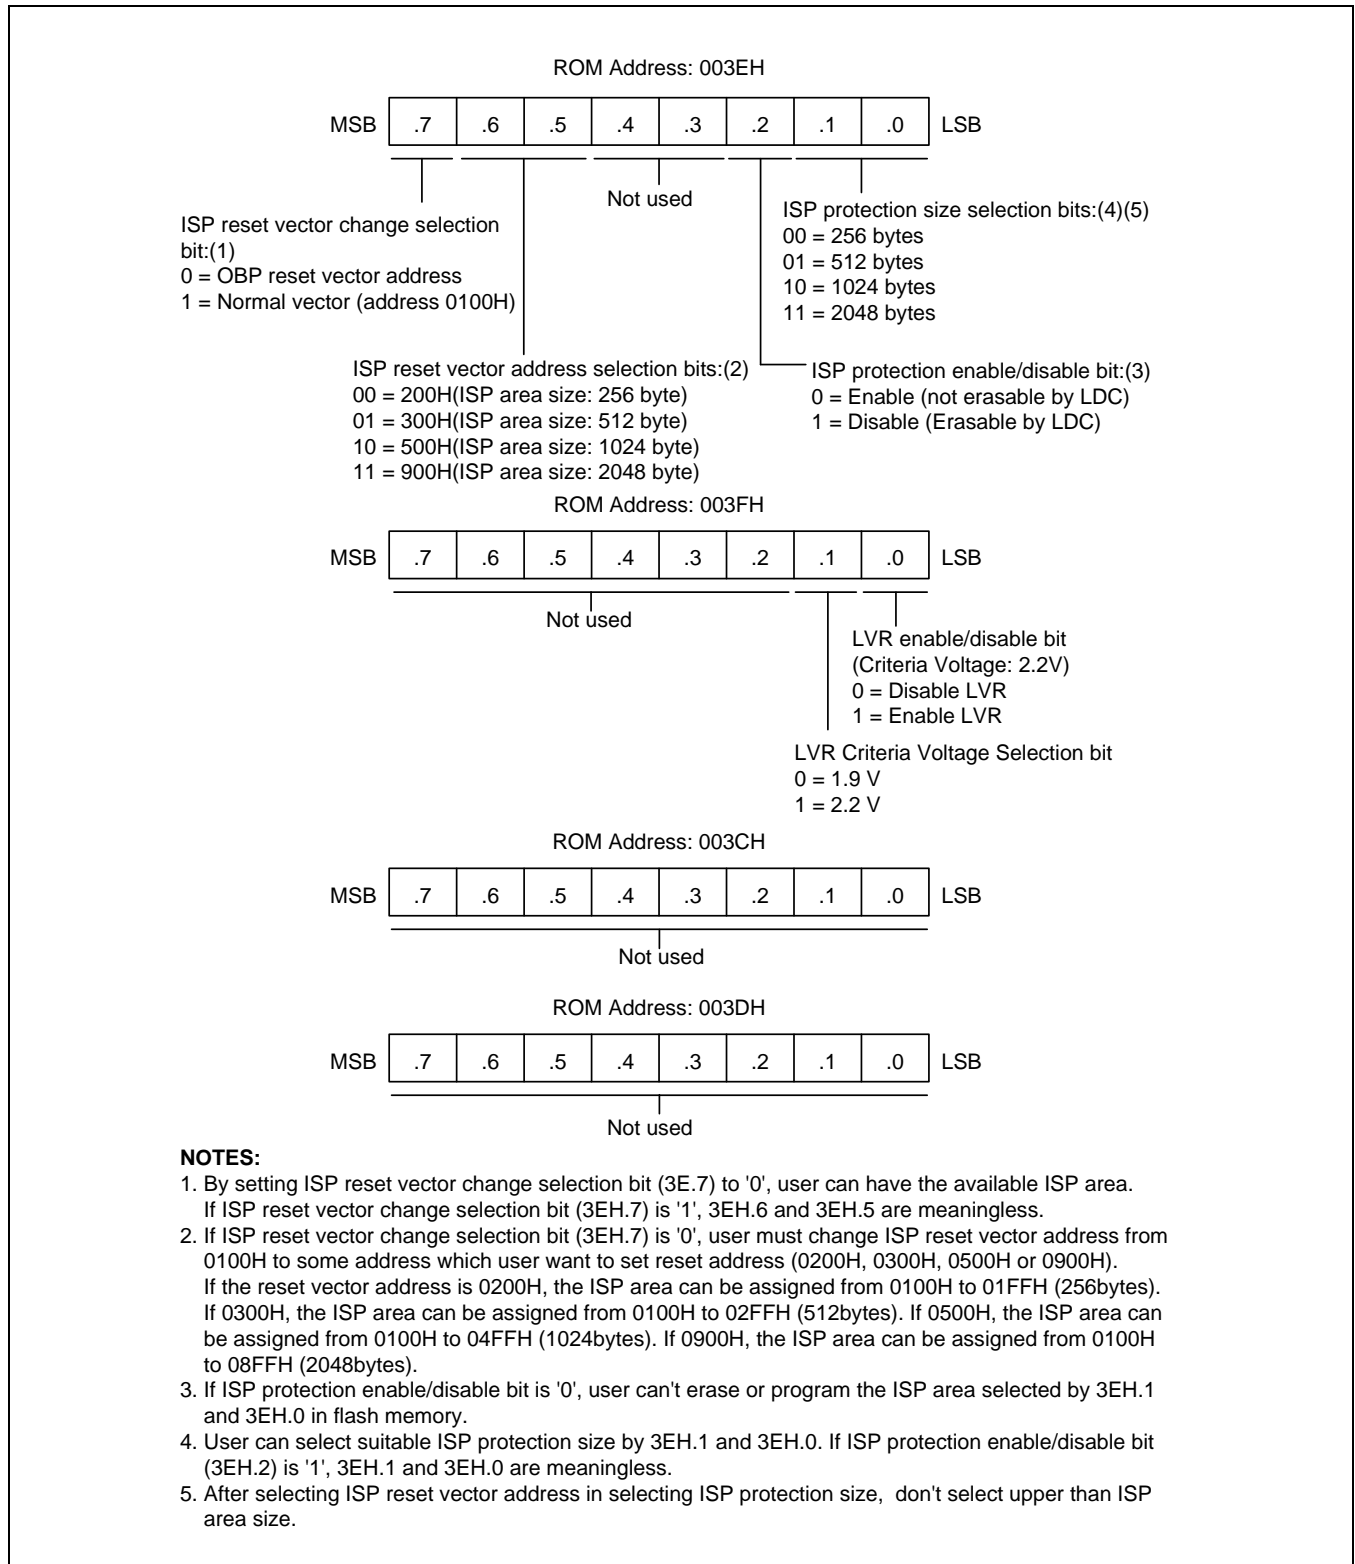 ROM Address: 003EH
MSB .7 .6 .5 .4 .3 .2 .1 .0 LSB
Not used
ISP reset vector change selection
bit:(1)
0 = OBP reset vector address
1 = Normal vector (address 0100H)
ISP protection size selection bits:(4)(5)
00 = 256 bytes
01 = 512 bytes
10 = 1024 bytes
11 = 2048 bytes
ISP reset vector address selection bits:(2)
00 = 200H(ISP area size: 256 byte)
01 = 300H(ISP area size: 512 byte)
10 = 500H(ISP area size: 1024 byte)
11 = 900H(ISP area size: 2048 byte)
ISP protection enable/disable bit:(3)
0 = Enable (not erasable by LDC)
1 = Disable (Erasable by LDC)
ROM Address: 003FH
MSB .7 .6 .5 .4 .3 .2 .1 .0 LSB
Not used
LVR enable/disable bit
(Criteria Voltage: 2.2V)
0 = Disable LVR
1 = Enable LVR
LVR Criteria Voltage Selection bit
0 = 1.9 V
1 = 2.2 V
ROM Address: 003CH
MSB .7 .6 .5 .4 .3 .2 .1 .0 LSB
Not used
ROM Address: 003DH
MSB .7 .6 .5 .4 .3 .2 .1 .0 LSB
Not used
NOTES:
1. By setting ISP reset vector change selection bit (3E.7) to '0', user can have the available ISP area.
If ISP reset vector change selection bit (3EH.7) is '1', 3EH.6 and 3EH.5 are meaningless.
2. If ISP reset vector change selection bit (3EH.7) is '0', user must change ISP reset vector address from
0100H to some address which user want to set reset address (0200H, 0300H, 0500H or 0900H).
If the reset vector address is 0200H, the ISP area can be assigned from 0100H to 01FFH (256bytes).
If 0300H, the ISP area can be assigned from 0100H to 02FFH (512bytes). If 0500H, the ISP area can
be assigned from 0100H to 04FFH (1024bytes). If 0900H, the ISP area can be assigned from 0100H
to 08FFH (2048bytes).
3. If ISP protection enable/disable bit is '0', user can't erase or program the ISP area selected by 3EH.1
and 3EH.0 in flash memory.
4. User can select suitable ISP protection size by 3EH.1 and 3EH.0. If ISP protection enable/disable bit
(3EH.2) is '1', 3EH.1 and 3EH.0 are meaningless.
5. After selecting ISP reset vector address in selecting ISP protection size, don't select upper than ISP
area size.